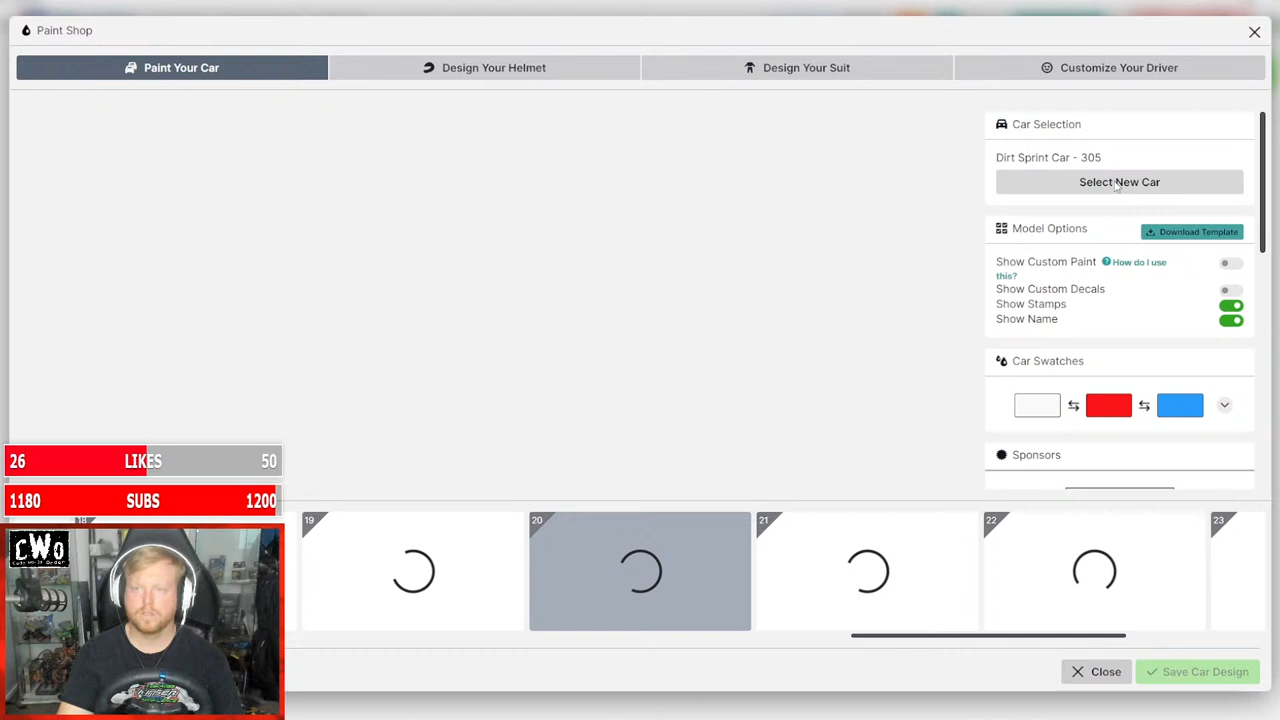 Paint Shop
Paint Your Car
Design Your Helmet
Design Your Suit
Customize Your Driver
Car Selection
Dirt Sprint Car - 305
Select New Car
Model Options
Download Template
Show Custom Paint How do I use this?
Show Custom Decals
Show Stamps
Show Name
Car Swatches
Sponsors
26 LIKES 50
1180 SUBS 1200
18
19
20
21
22
23
CWO
Close
Save Car Design